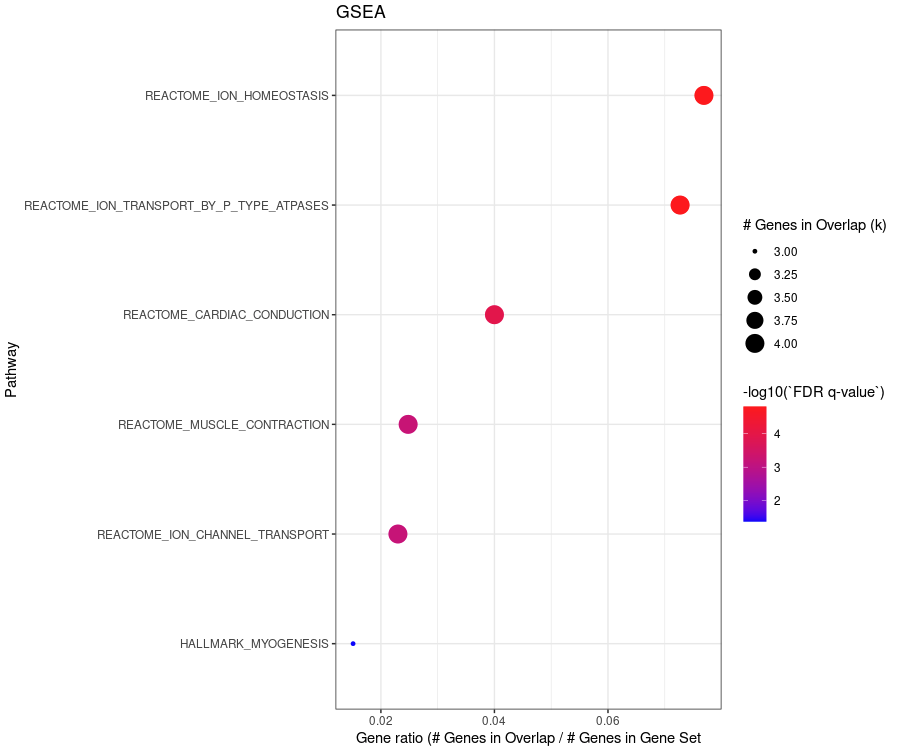 GSEA
REACTOME_ION_HOMEOSTASIS
REACTOME_ION_TRANSPORT_BY_P_TYPE_ATPASES
REACTOME_CARDIAC_CONDUCTION
REACTOME_MUSCLE_CONTRACTION
REACTOME_ION_CHANNEL_TRANSPORT
HALLMARK_MYOGENESIS
Pathway
0.02 0.04 0.06
Gene ratio (# Genes in Overlap / # Genes in Gene Set
# Genes in Overlap (k)
3.00
3.25
3.50
3.75
4.00
-log10(`FDR q-value`)
4
3
2